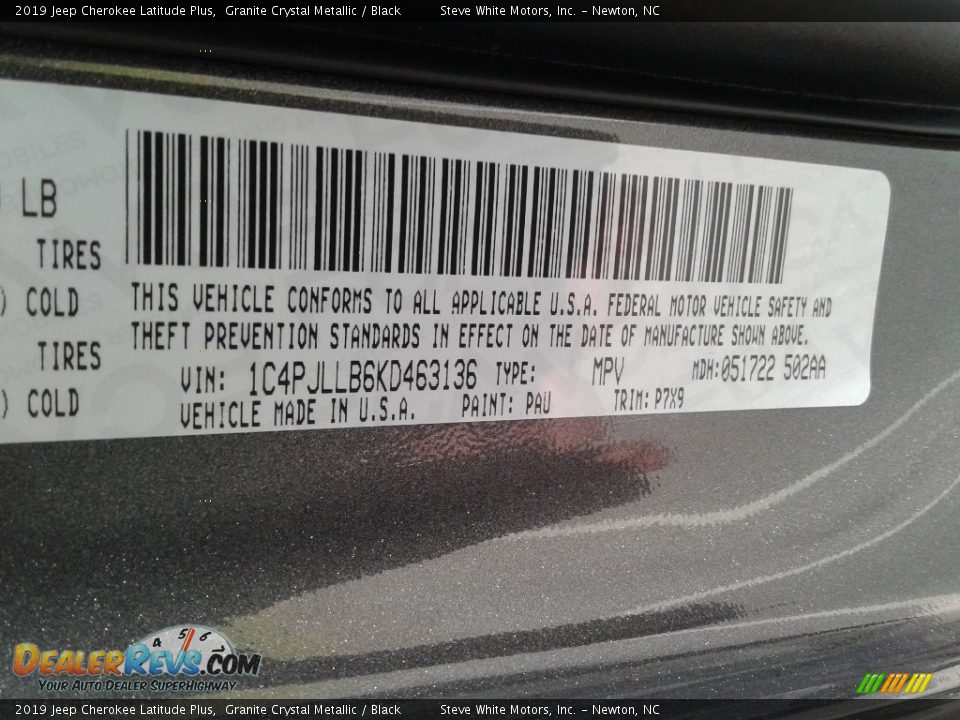 2019 Jeep Cherokee Latitude Plus, Granite Crystal Metallic / Black Steve White Motors, Inc. - Newton, NC
LB
TIRES
) COLD
TIRES
) COLD
THIS VEHICLE CONFORMS TO ALL APPLICABLE U.S.A. FEDERAL MOTOR VEHICLE SAFETY AND
THEFT PREVENTION STANDARDS IN EFFECT ON THE DATE OF MANUFACTURE SHOWN ABOVE.
VIN: 1C4PJLLB6KD463136 TYPE: MPV MDH:051722 502AA
VEHICLE MADE IN U.S.A. PAINT: PAU TRIM: P7X9
4 5 6
DEALERREVS.COM
YOUR AUTO DEALER SUPERHIGHWAY
2019 Jeep Cherokee Latitude Plus, Granite Crystal Metallic / Black Steve White Motors, Inc. - Newton, NC